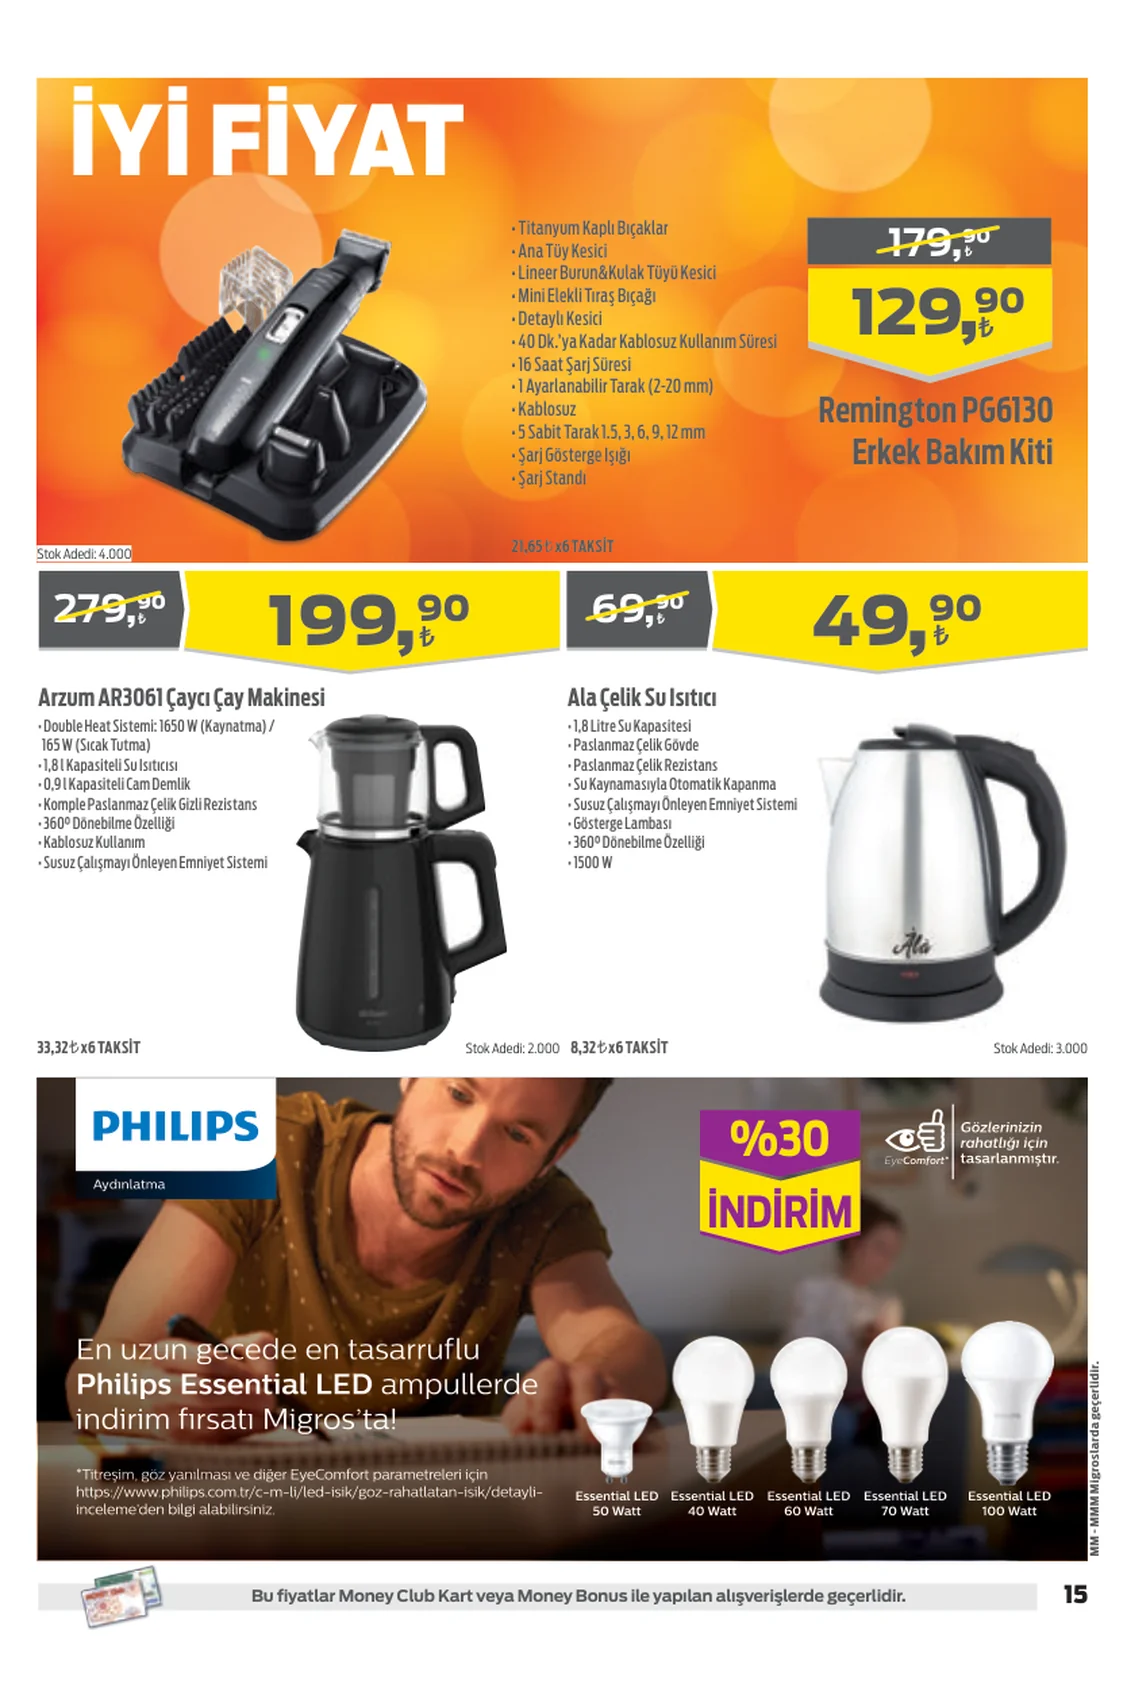 İYİ FİYAT
• Titanyum Kaplı Bıçaklar
• Ana Tüy Kesici
• Lineer Burun&Kulak Tüyü Kesici
• Mini Elekli Tıraş Bıçağı
• Detaylı Kesici
• 40 Dk.'ya Kadar Kablosuz Kullanım Süresi
• 16 Saat Şarj Süresi
• 1 Ayarlanabilir Tarak (2-20 mm)
• Kablosuz
• 5 Sabit Tarak 1.5, 3, 6, 9, 12 mm
• Şarj Gösterge Işığı
• Şarj Standı
21,65 ₺ x6 TAKSİT
179,90 ₺
129,90 ₺
Remington PG6130
Erkek Bakım Kiti
Stok Adedi: 4.000
279,90 ₺
199,90 ₺
Arzum AR3061 Çaycı Çay Makinesi
• Double Heat Sistemi: 1650 W (Kaynatma) /
165 W (Sıcak Tutma)
• 1,8 l Kapasiteli Su Isıtıcısı
• 0,9 l Kapasiteli Cam Demlik
• Komple Paslanmaz Çelik Gizli Rezistans
• 360° Dönebilme Özelliği
• Kablosuz Kullanım
• Susuz Çalışmayı Önleyen Emniyet Sistemi
33,32 ₺ x6 TAKSİT
Stok Adedi: 2.000
69,90 ₺
49,90 ₺
Ala Çelik Su Isıtıcı
• 1,8 Litre Su Kapasitesi
• Paslanmaz Çelik Gövde
• Paslanmaz Çelik Rezistans
• Su Kaynamasıyla Otomatik Kapanma
• Susuz Çalışmayı Önleyen Emniyet Sistemi
• Gösterge Lambası
• 360° Dönebilme Özelliği
• 1500 W
Âla
8,32 ₺ x6 TAKSİT
Stok Adedi: 3.000
PHILIPS
Aydınlatma
%30
İNDİRİM
EyeComfort*
Gözlerinizin
rahatlığı için
tasarlanmıştır.
En uzun gecede en tasarruflu
Philips Essential LED ampullerde
indirim fırsatı Migros'ta!
*Titreşim, göz yanılması ve diğer EyeComfort parametreleri için
https://www.philips.com.tr/c-m-li/led-isik/goz-rahatlatan-isik/detayli-
inceleme'den bilgi alabilirsiniz.
Essential LED
50 Watt
Essential LED
40 Watt
Essential LED
60 Watt
Essential LED
70 Watt
Essential LED
100 Watt
MM - MMM Migroslarda geçerlidir.
Bu fiyatlar Money Club Kart veya Money Bonus ile yapılan alışverişlerde geçerlidir.
15